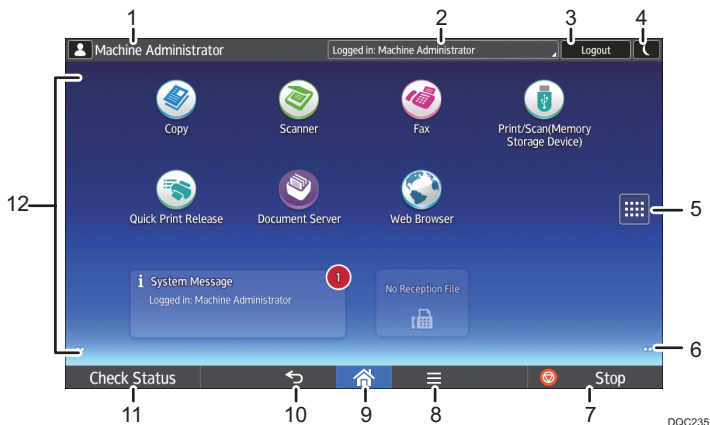 1
2
3
4
Machine Administrator
Logged in: Machine Administrator
Logout
Copy
Scanner
Fax
Print/Scan(Memory
Storage Device)
12
5
Quick Print Release
Document Server
Web Browser
i System Message
1
Logged in: Machine Administrator
No Reception File
6
Check Status
Stop
11
10
9
8
7
DQC235